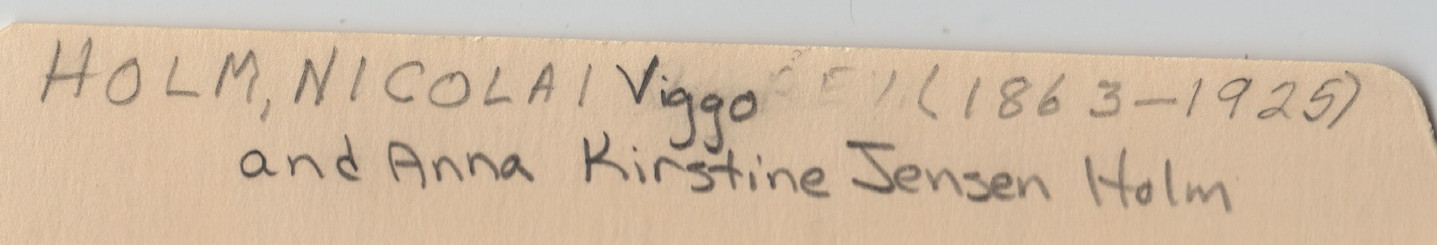 HOLM, NICOLAI Viggo (1863-1925)
and Anna Kirstine Jensen Holm